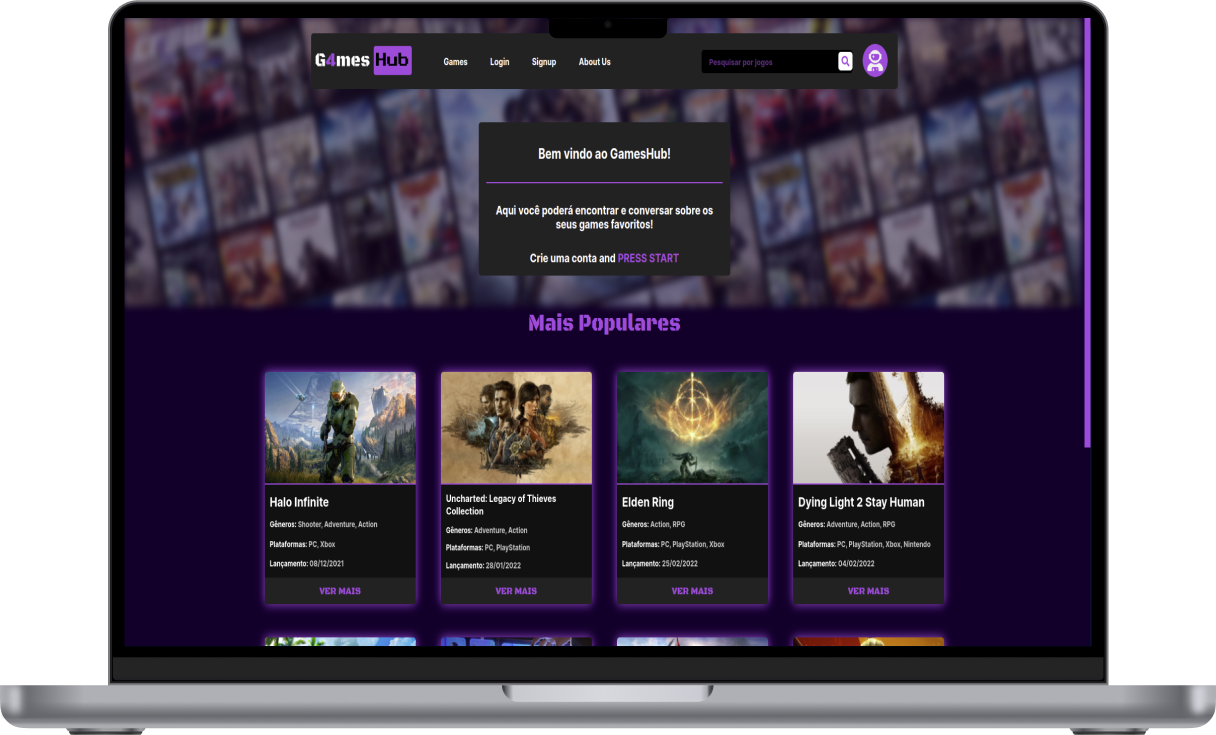 G4mes Hub
Games Login Signup About Us
Pesquisar por jogos
Bem vindo ao GamesHub!
Aqui você poderá encontrar e conversar sobre os
seus games favoritos!
Crie uma conta and PRESS START
Mais Populares
Halo Infinite
Gêneros: Shooter, Adventure, Action
Plataformas: PC, Xbox
Lançamento: 08/12/2021
VER MAIS
Uncharted: Legacy of Thieves
Collection
Gêneros: Adventure, Action
Plataformas: PC, PlayStation
Lançamento: 28/01/2022
VER MAIS
Elden Ring
Gêneros: Action, RPG
Plataformas: PC, PlayStation, Xbox
Lançamento: 25/02/2022
VER MAIS
Dying Light 2 Stay Human
Gêneros: Adventure, Action, RPG
Plataformas: PC, PlayStation, Xbox, Nintendo
Lançamento: 04/02/2022
VER MAIS